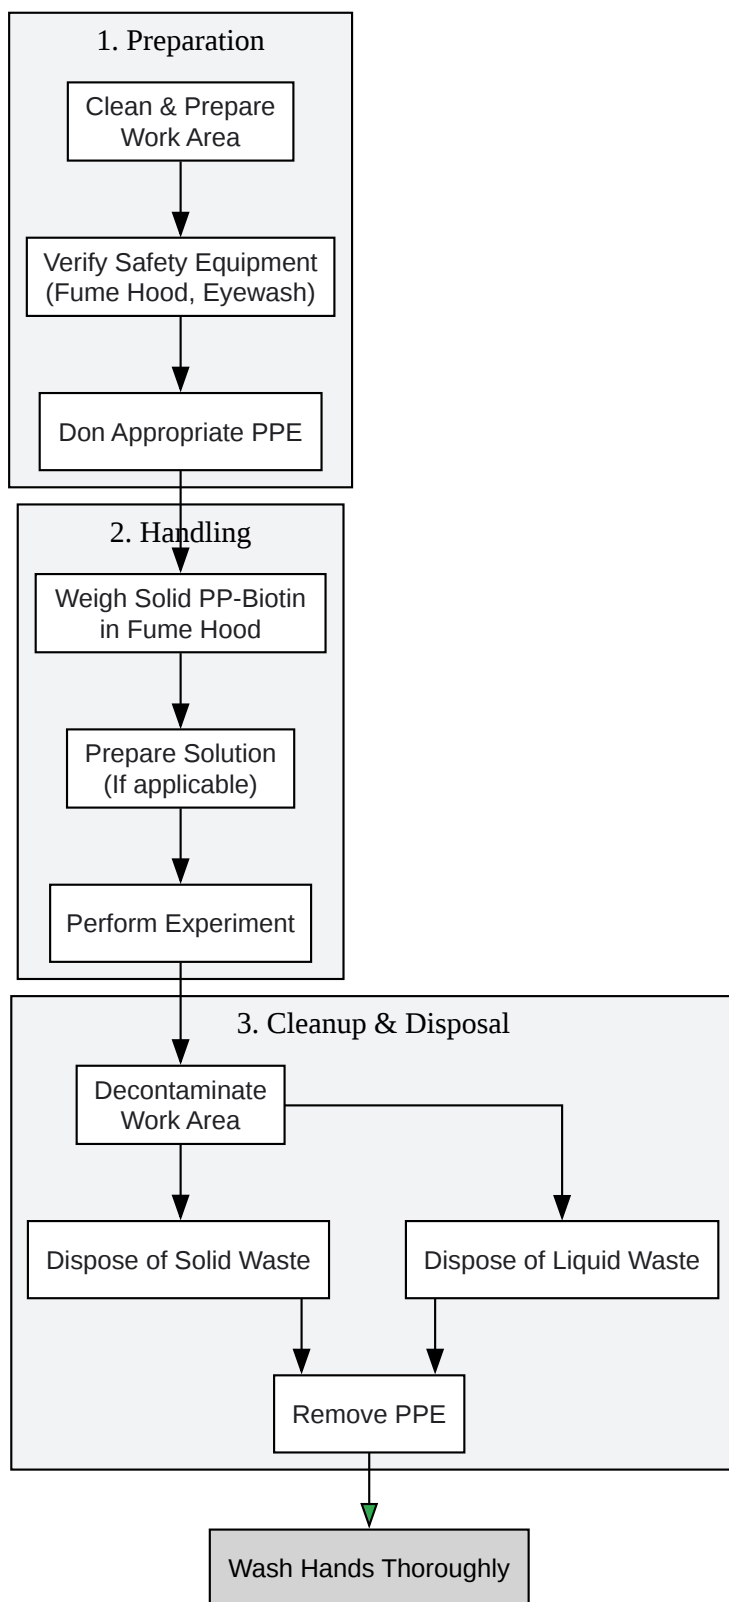 1. Preparation
Clean & Prepare
Work Area
Verify Safety Equipment
(Fume Hood, Eyewash)
Don Appropriate PPE
2. Handling
Weigh Solid PP-Biotin
in Fume Hood
Prepare Solution
(If applicable)
Perform Experiment
3. Cleanup & Disposal
Decontaminate
Work Area
Dispose of Solid Waste
Dispose of Liquid Waste
Remove PPE
Wash Hands Thoroughly